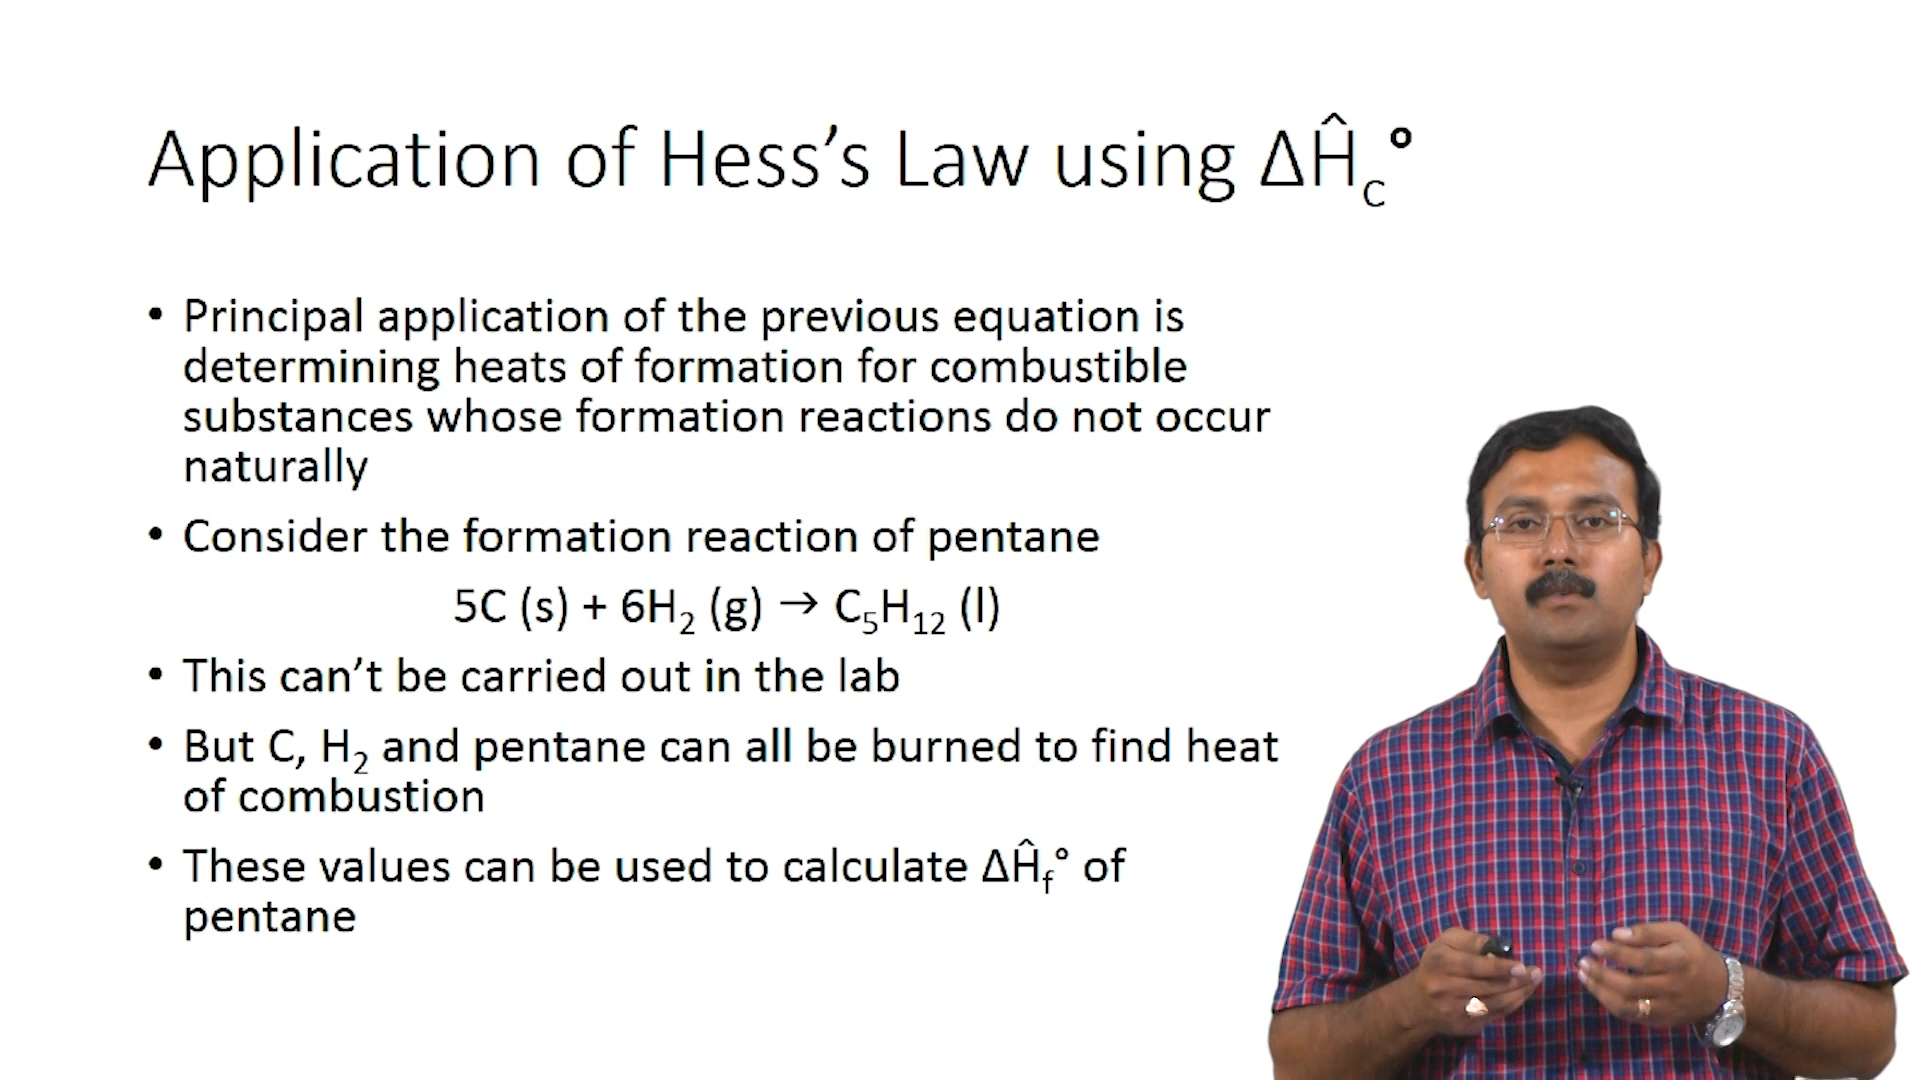 Application of Hess’s Law using ΔĤc°
• Principal application of the previous equation is
determining heats of formation for combustible
substances whose formation reactions do not occur
naturally
• Consider the formation reaction of pentane
5C (s) + 6H₂ (g) → C₅H₁₂ (l)
• This can’t be carried out in the lab
• But C, H₂ and pentane can all be burned to find heat
of combustion
• These values can be used to calculate ΔĤf° of
pentane